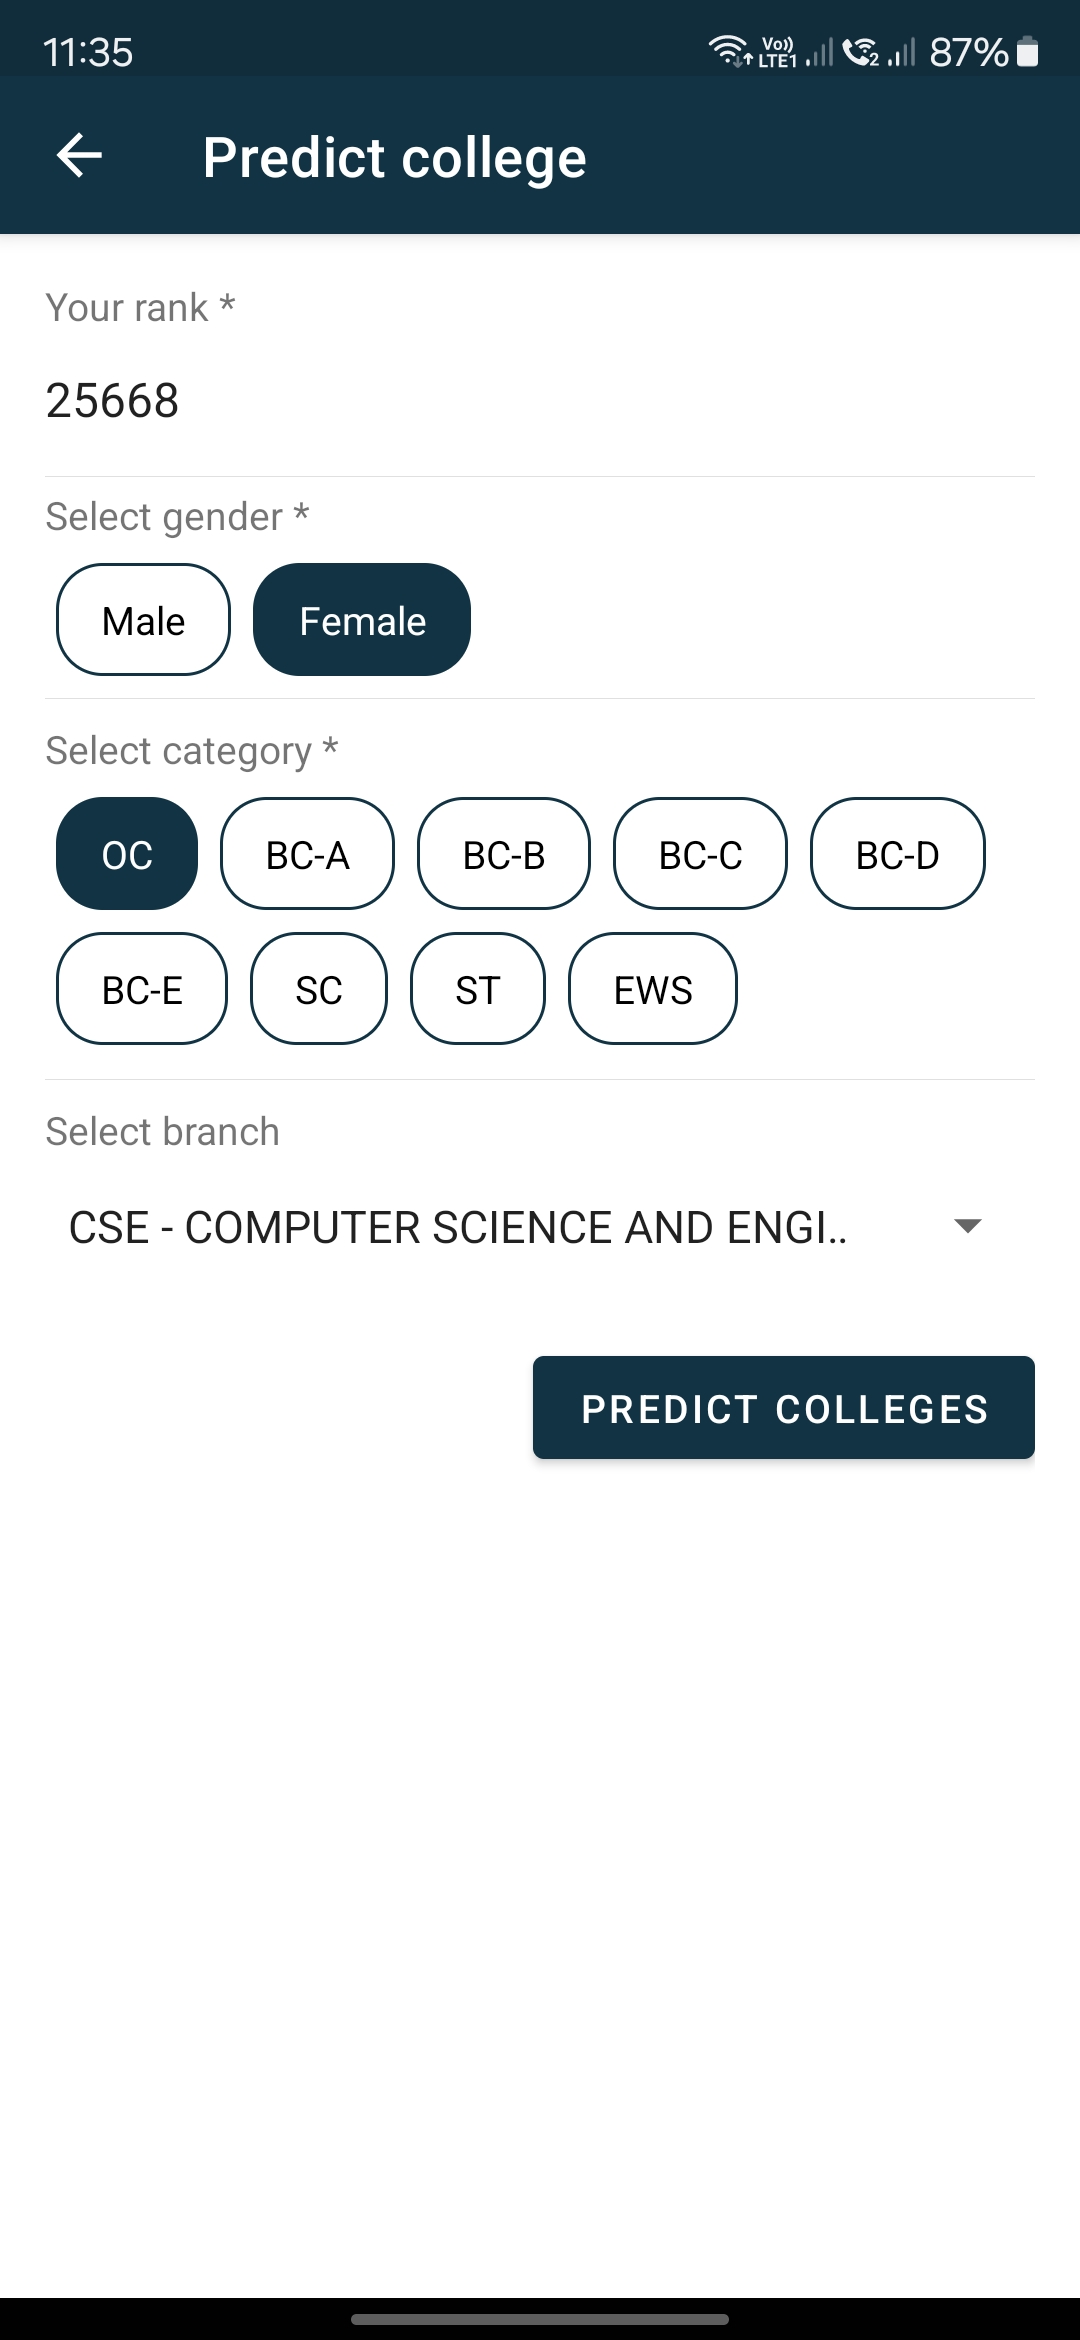 11:35 Vo)) LTE1 2 87%
Predict college
Your rank *
25668
Select gender *
Male Female
Select category *
OC BC-A BC-B BC-C BC-D
BC-E SC ST EWS
Select branch
CSE - COMPUTER SCIENCE AND ENGI..
PREDICT COLLEGES